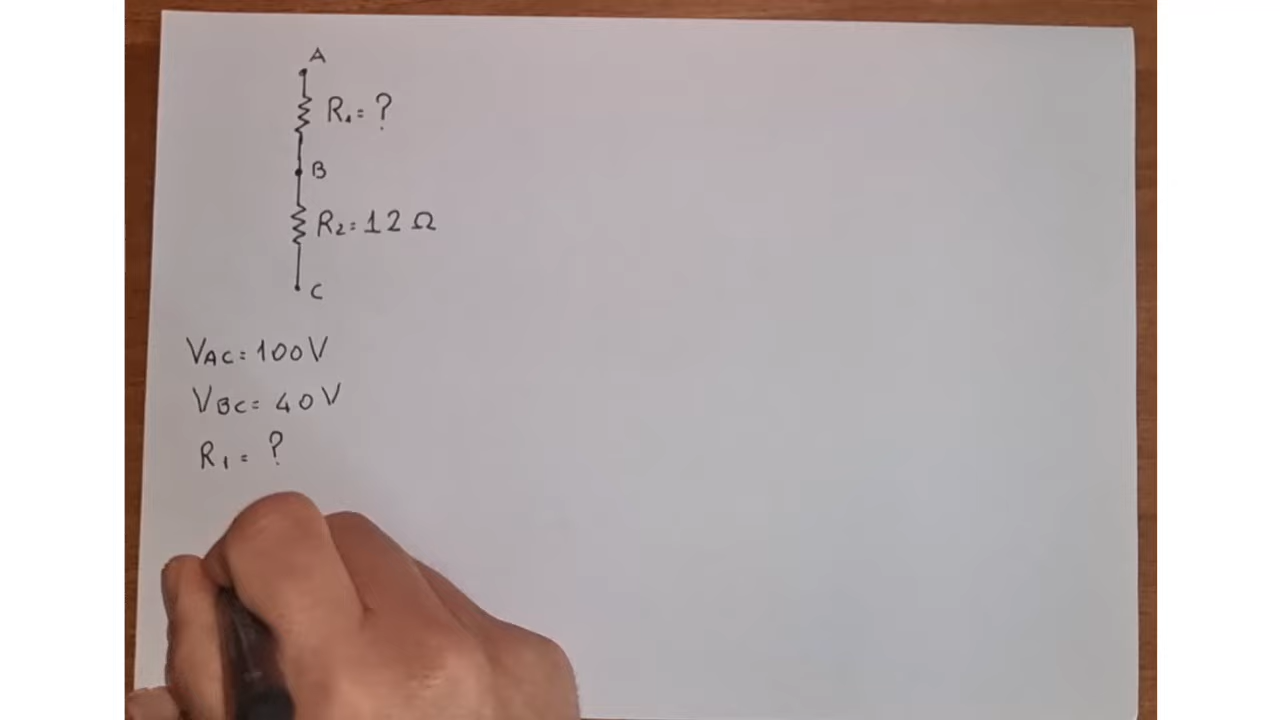 A
R₁ = ?
B
R₂ = 12 Ω
C
VAC = 100V
VBC = 40V
R₁ = ?